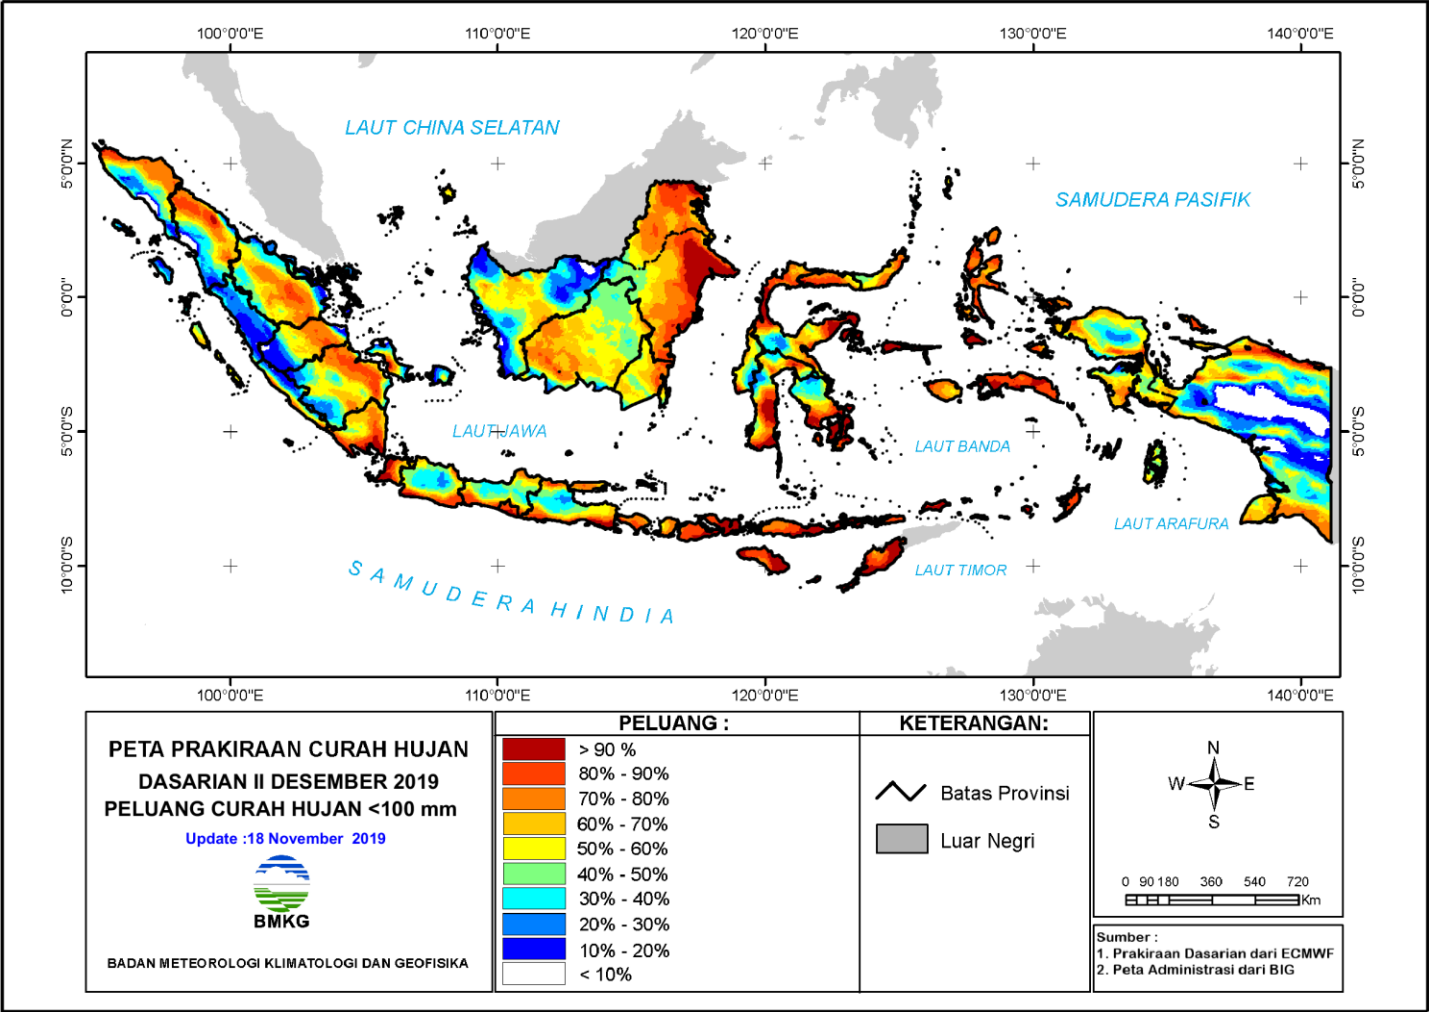 100°0'0"E 110°0'0"E 120°0'0"E 130°0'0"E 140°0'0"E
LAUT CHINA SELATAN
5°0'0"N 5°0'0"N
SAMUDERA PASIFIK
0°0'0" 0°0'0"
5°0'0"S LAUT JAWA LAUT BANDA 5°0'0"S
LAUT ARAFURA
10°0'0"S LAUT TIMOR 10°0'0"S
SAMUDERA HINDIA
100°0'0"E 110°0'0"E 120°0'0"E 130°0'0"E 140°0'0"E
PETA PRAKIRAAN CURAH HUJAN
DASARIAN II DESEMBER 2019
PELUANG CURAH HUJAN <100 mm
Update :18 November 2019
BMKG
BADAN METEOROLOGI KLIMATOLOGI DAN GEOFISIKA
PELUANG :
> 90 %
80% - 90%
70% - 80%
60% - 70%
50% - 60%
40% - 50%
30% - 40%
20% - 30%
10% - 20%
< 10%
KETERANGAN:
Batas Provinsi
Luar Negri
N
W E
S
0 90 180 360 540 720
Km
Sumber :
1. Prakiraan Dasarian dari ECMWF
2. Peta Administrasi dari BIG